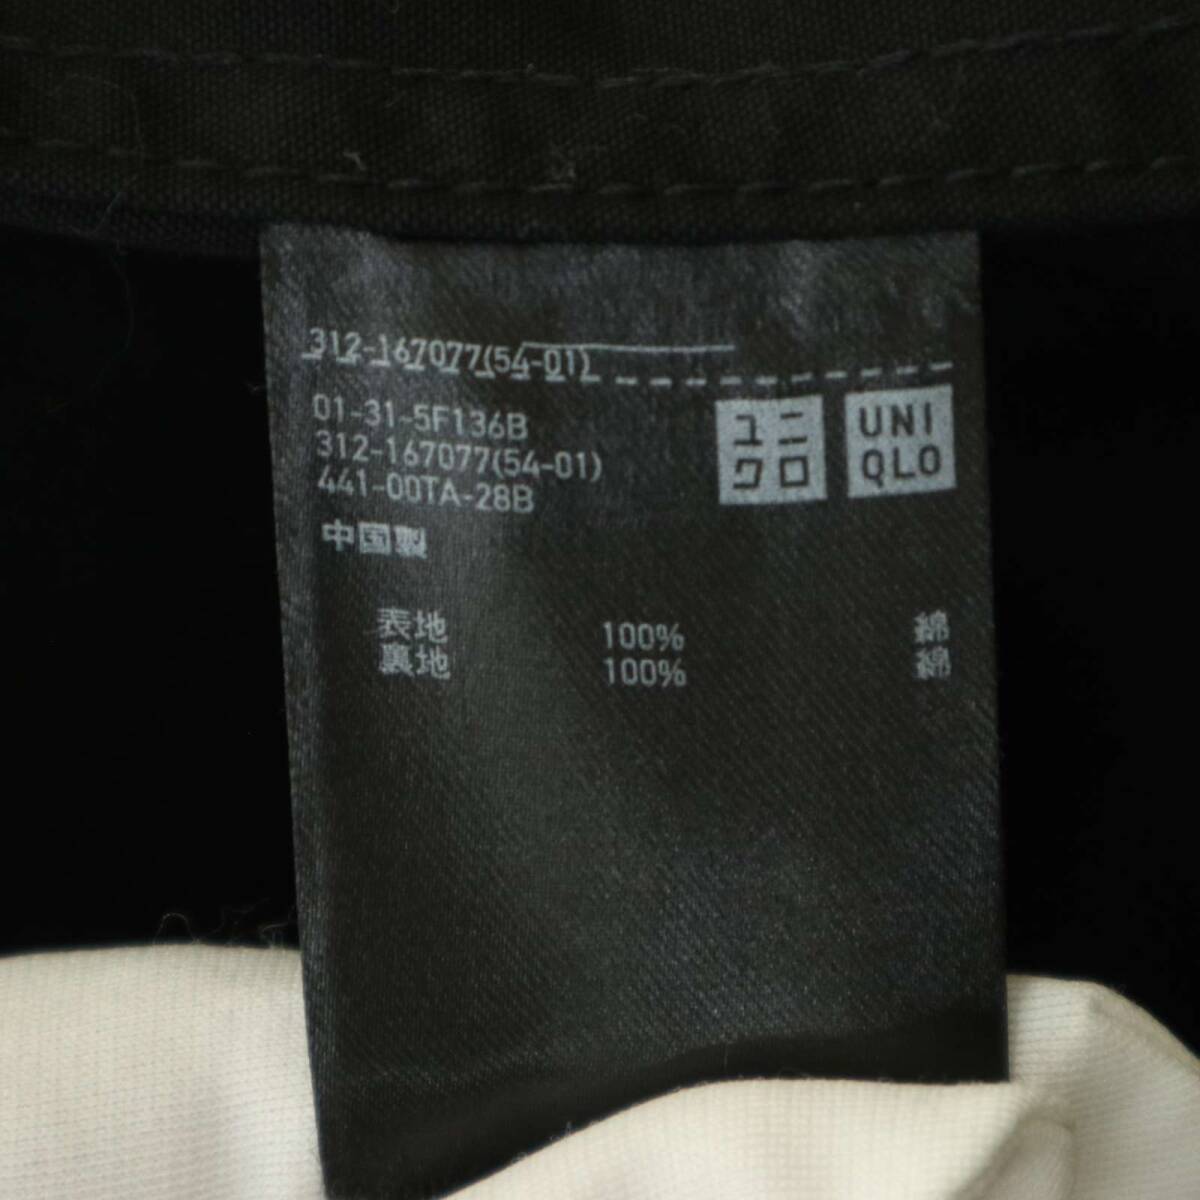 312-167077(54-01)
01-31-5F136B
312-167077(54-01)
441-00TA-28B
中国製
ユニ
クロ
UNI
QLO
表地 100% 綿
裏地 100% 綿